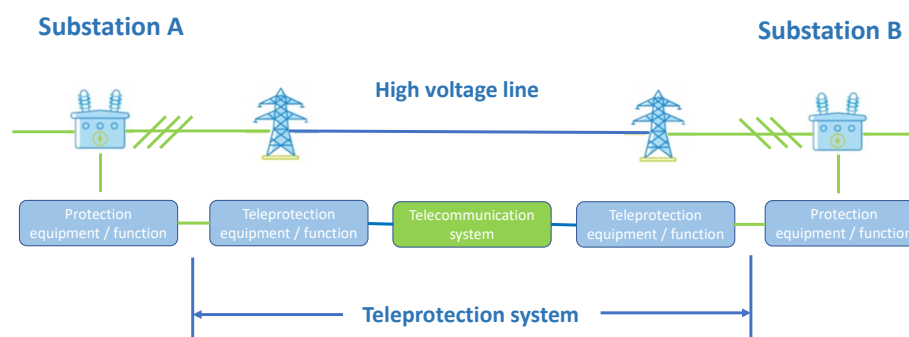 Substation A
Substation B
High voltage line
Protection
equipment / function
Teleprotection
equipment / function
Telecommunication
system
Teleprotection
equipment / function
Protection
equipment / function
Teleprotection system